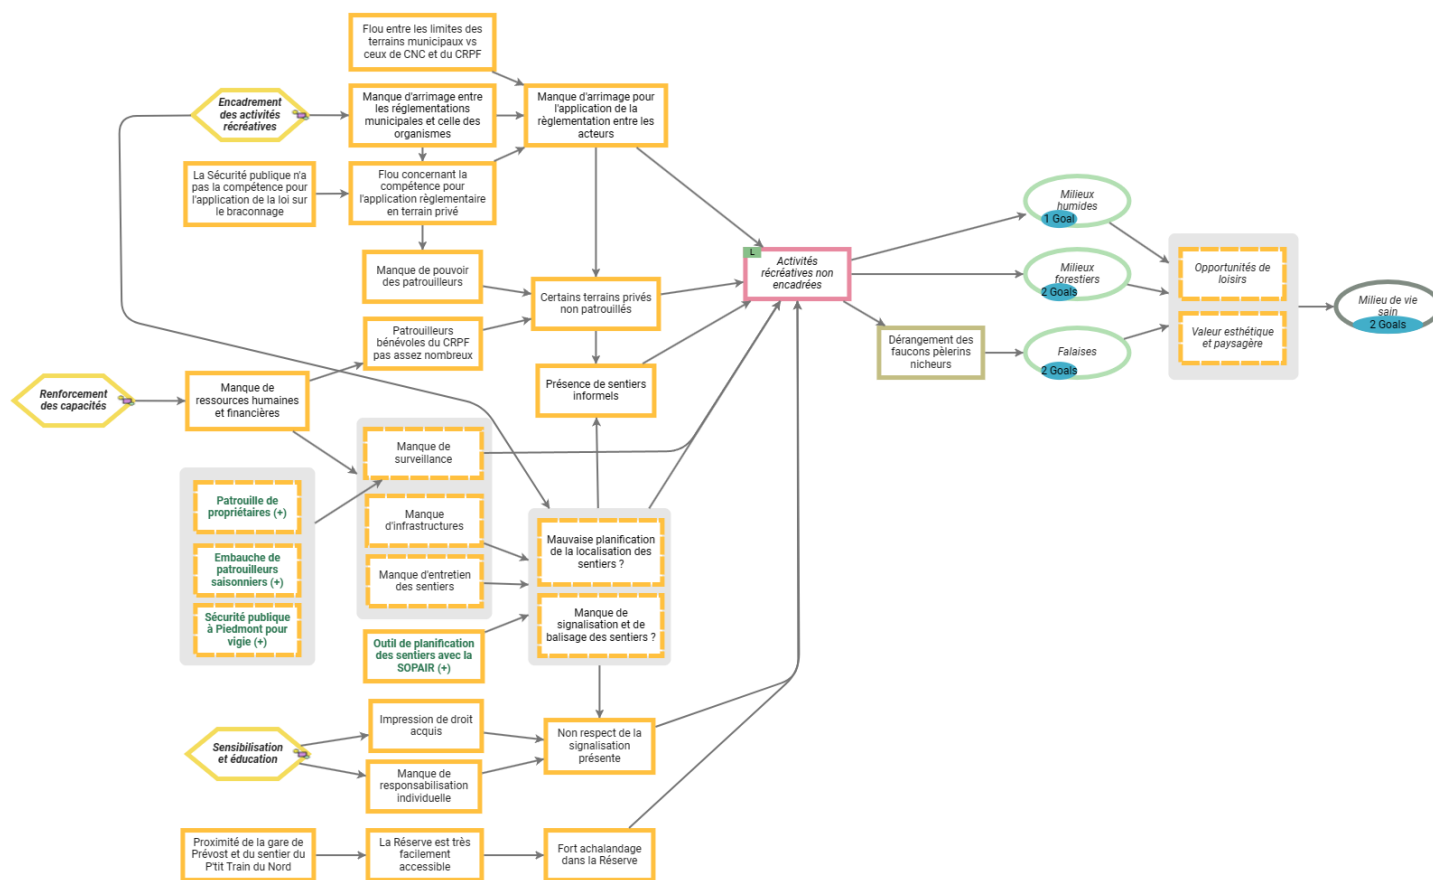 Flou entre les limites des
terrains municipaux vs
ceux de CNC et du CRPF
Encadrement
des activités
récréatives
Manque d'arrimage entre
les réglementations
municipales et celle des
organismes
Manque d'arrimage pour
l'application de la
règlementation entre les
acteurs
La Sécurité publique n'a
pas la compétence pour
l'application de la loi sur
le braconnage
Flou concernant la
compétence pour
l'application règlementaire
en terrain privé
Manque de pouvoir
des patrouilleurs
Certains terrains privés
non patrouillés
Patrouilleurs
bénévoles du CRPF
pas assez nombreux
L
Activités
récréatives non
encadrées
Milieux
humides
1 Goal
Milieux
forestiers
2 Goals
Dérangement des
faucons pèlerins
nicheurs
Falaises
2 Goals
Opportunités de
loisirs
Valeur esthétique
et paysagère
Milieu de vie
sain
2 Goals
Renforcement
des capacités
Manque de
ressources humaines
et financières
Présence de sentiers
informels
Manque de
surveillance
Manque
d'infrastructures
Manque d'entretien
des sentiers
Patrouille de
propriétaires (+)
Embauche de
patrouilleurs
saisonniers (+)
Sécurité publique
à Piedmont pour
vigie (+)
Mauvaise planification
de la localisation des
sentiers ?
Manque de
signalisation et de
balisage des sentiers ?
Outil de planification
des sentiers avec la
SOPAIR (+)
Sensibilisation
et éducation
Impression de droit
acquis
Manque de
responsabilisation
individuelle
Non respect de la
signalisation
présente
Proximité de la gare de
Prévost et du sentier du
P'tit Train du Nord
La Réserve est très
facilement
accessible
Fort achalandage
dans la Réserve